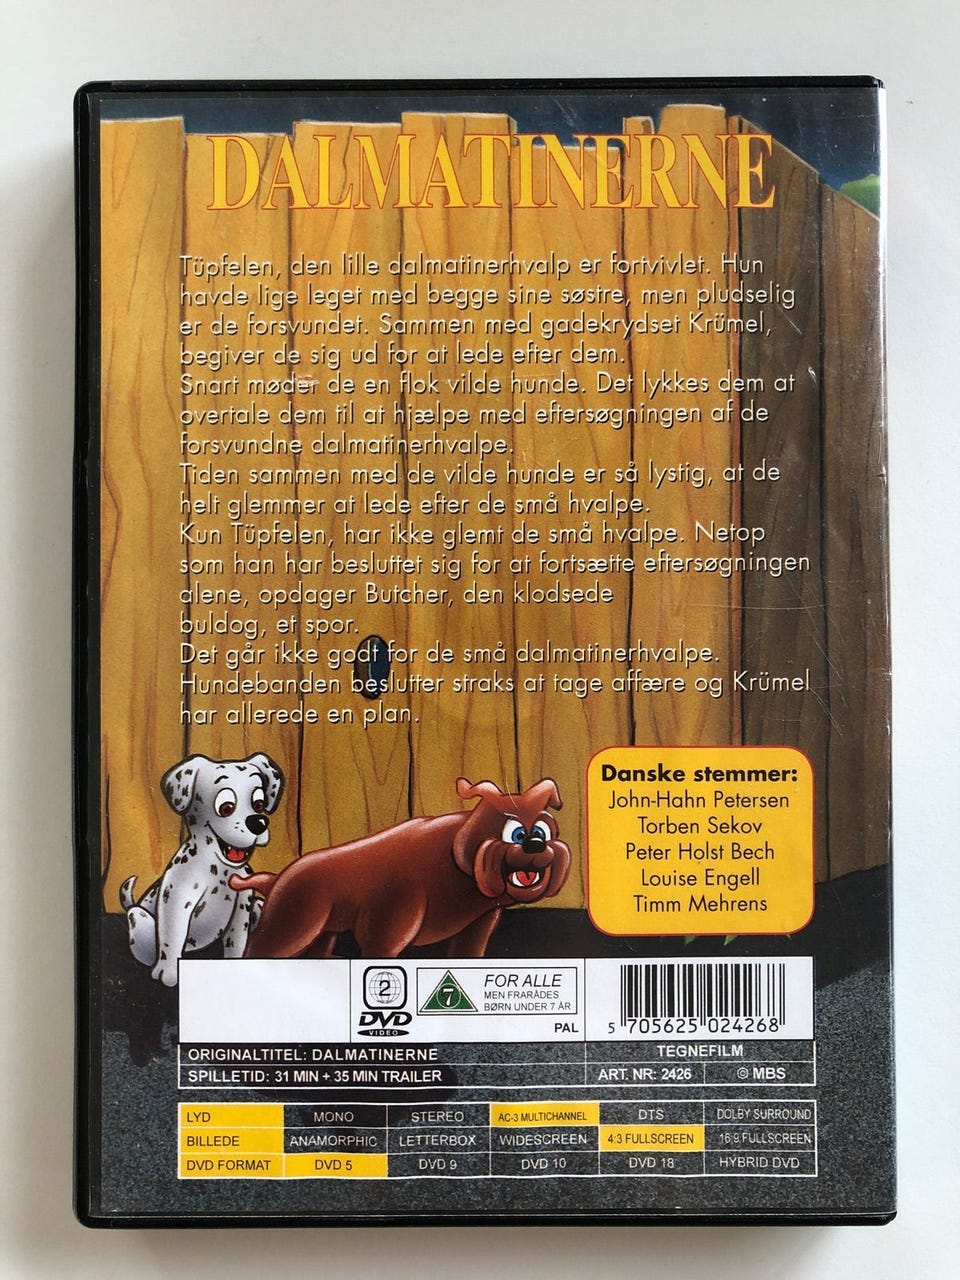 DALMATINERNE
Tüpfelen, den lille dalmatinerhvalp er fortvivlet. Hun
havde lige leget med begge sine søstre, men pludselig
er de forsvundet. Sammen med gadekrydset Krümel,
begiver de sig ud for at lede efter dem.
Snart møder de en flok vilde hunde. Det lykkes dem at
overtale dem til at hjælpe med eftersøgningen af de
forsvundne dalmatinerhvalpe.
Tiden sammen med de vilde hunde er så lystig, at de
helt glemmer at lede efter de små hvalpe.
Kun Tüpfelen, har ikke glemt de små hvalpe. Netop
som han har besluttet sig for at fortsætte eftersøgningen
alene, opdager Butcher, den klodsede
buldog, et spor.
Det går ikke godt for de små dalmatinerhvalpe.
Hundebanden beslutter straks at tage affære og Krümel
har allerede en plan.
Danske stemmer:
John-Hahn Petersen
Torben Sekov
Peter Holst Bech
Louise Engell
Timm Mehrens
2
DVD
VIDEO
7
FOR ALLE
MEN FRARÅDES
BØRN UNDER 7 ÅR
PAL
5 705625 024268
ORIGINALTITEL: DALMATINERNE
TEGNEFILM
SPILLETID: 31 MIN + 35 MIN TRAILER
ART. NR: 2426
© MBS
LYD MONO STEREO AC-3 MULTICHANNEL DTS DOLBY SURROUND
BILLEDE ANAMORPHIC LETTERBOX WIDESCREEN 4:3 FULLSCREEN 16:9 FULLSCREEN
DVD FORMAT DVD 5 DVD 9 DVD 10 DVD 18 HYBRID DVD